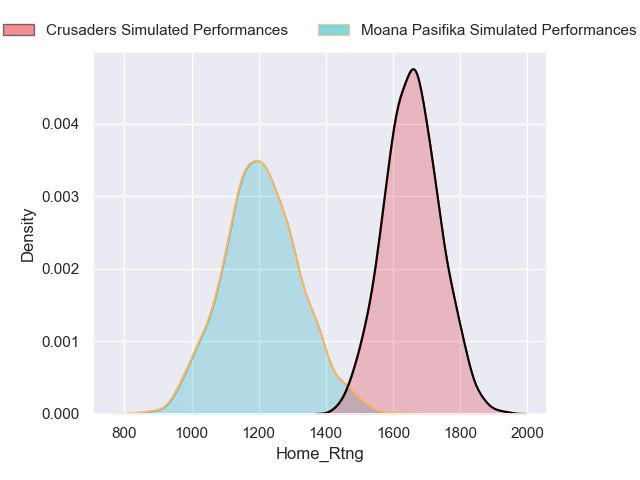 Crusaders Simulated Performances
Moana Pasifika Simulated Performances
0.004
0.003
0.002
0.001
0.000
Density
800 1000 1200 1400 1600 1800 2000
Home_Rtng